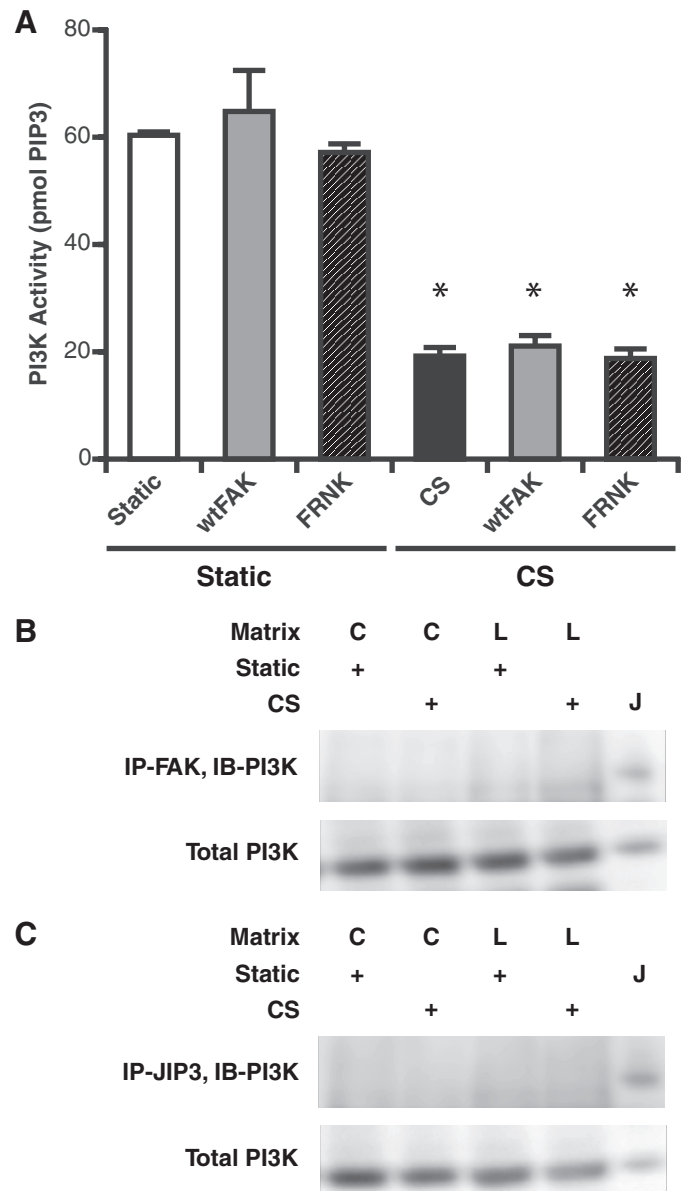 A
PI3K Activity (pmol PIP3)
80
60
40
20
0
* * *
Static wtFAK FRNK CS wtFAK FRNK
Static CS
B
Matrix C C L L
Static + +
CS + + J
IP-FAK, IB-PI3K
Total PI3K
C
Matrix C C L L
Static + + J
CS + +
IP-JIP3, IB-PI3K
Total PI3K